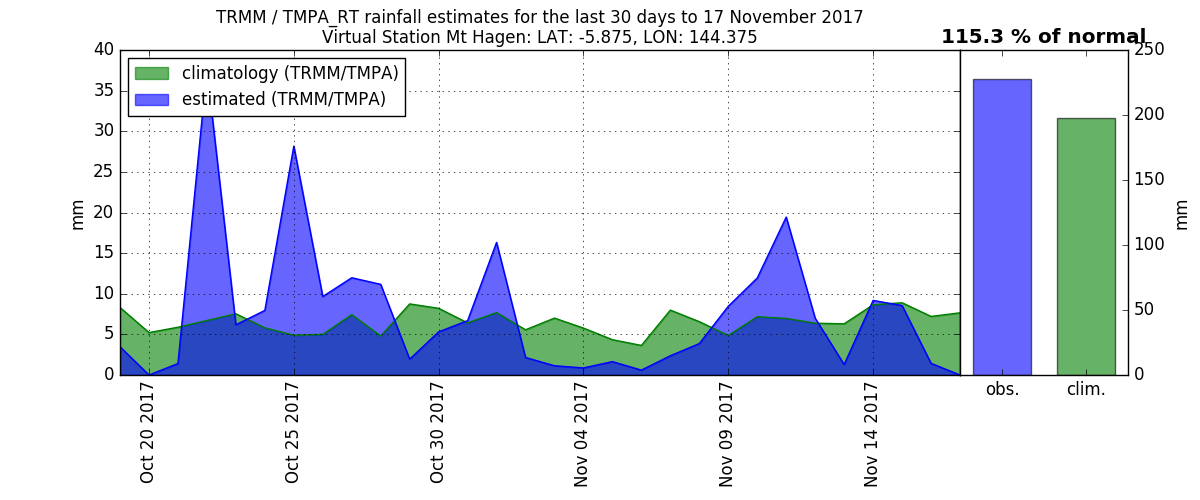 TRMM / TMPA_RT rainfall estimates for the last 30 days to 17 November 2017
Virtual Station Mt Hagen: LAT: -5.875, LON: 144.375
115.3 % of normal
climatology (TRMM/TMPA)
estimated (TRMM/TMPA)
mm
40
35
30
25
20
15
10
5
0
Oct 20 2017
Oct 25 2017
Oct 30 2017
Nov 04 2017
Nov 09 2017
Nov 14 2017
250
200
150
100
50
0
mm
obs.
clim.